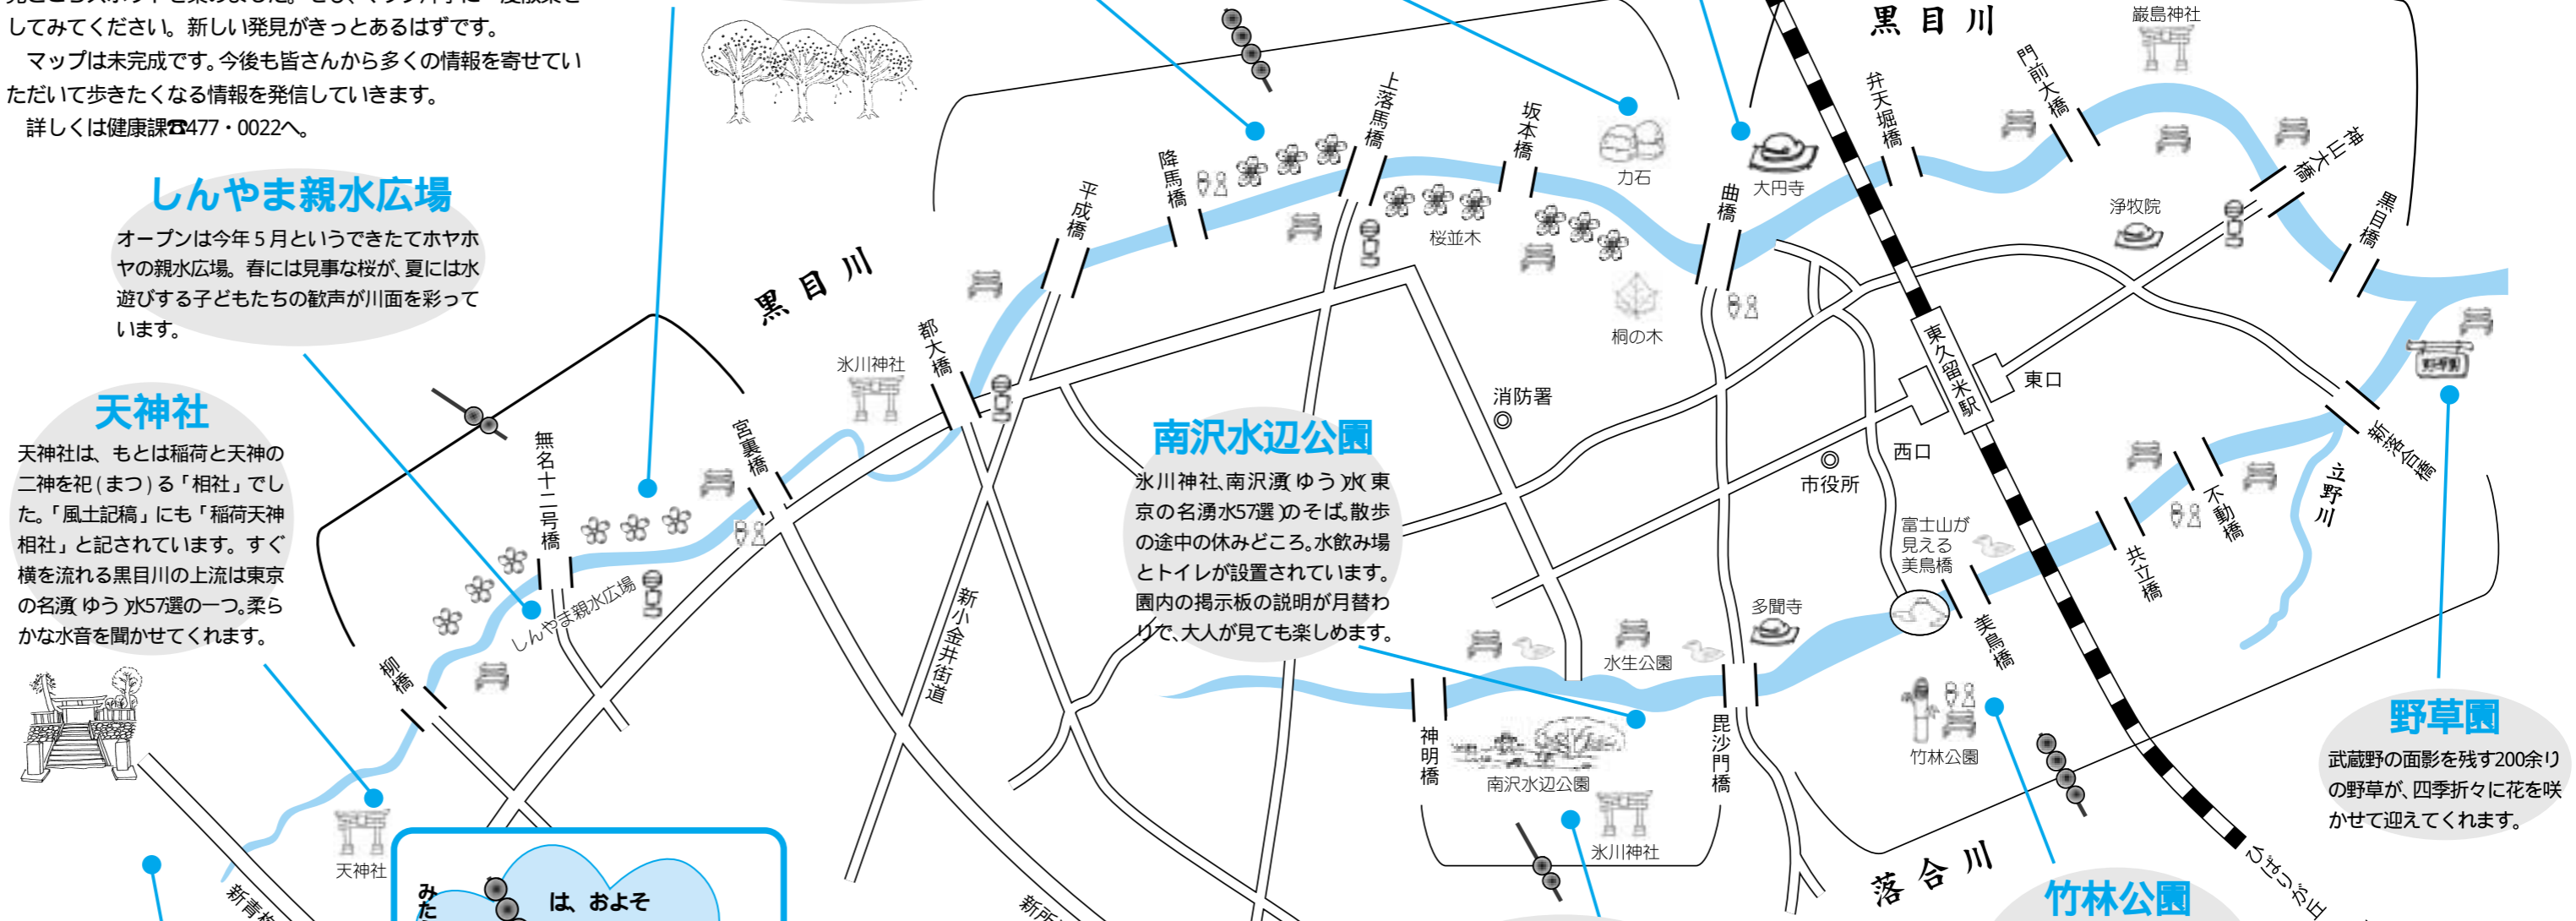 してみてください。新しい発見がきっとあるはずです。
　マップは未完成です。今後も皆さんから多くの情報を寄せてい
ただいて歩きたくなる情報を発信していきます。
　詳しくは健康課☎477・0022へ。
しんやま親水広場
オープンは今年5月というできたてホヤホ
ヤの親水広場。春には見事な桜が、夏には水
遊びする子どもたちの歓声が川面を彩って
います。
天神社
天神社は、もとは稲荷と天神の
二神を祀(まつ)る「相社」でし
た。「風土記稿」にも「稲荷天神
相社」と記されています。すぐ
横を流れる黒目川の上流は東京
の名湧(ゆう)水57選の一つ。柔ら
かな水音を聞かせてくれます。
柳橋
無名十二号橋
しんやま親水広場
宮裏橋
黒目川
氷川神社
都大橋
平成橋
降馬橋
上落馬橋
桜並木
坂本橋
力石
桐の木
曲橋
大円寺
黒目川
弁天堀橋
門前大橋
巌島神社
神山大橋
浄牧院
黒目橋
東久留米駅
東口
西口
消防署
市役所
南沢水辺公園
氷川神社、南沢湧(ゆう)水(東
京の名湧水57選)のそば。散歩
の途中の休みどころ。水飲み場
とトイレが設置されています。
園内の掲示板の説明が月替わ
りで、大人が見ても楽しめます。
富士山が
見える
美鳥橋
美鳥橋
共立橋
不動橋
新落合橋
立野川
多聞寺
水生公園
神明橋
南沢水辺公園
毘沙門橋
氷川神社
竹林公園
落合川
野草園
武蔵野の面影を残す200余り
の野草が、四季折々に花を咲
かせて迎えてくれます。
竹林公園
ひばりが丘
新小金井街道
天神社
新青梅
新所
は、およそ